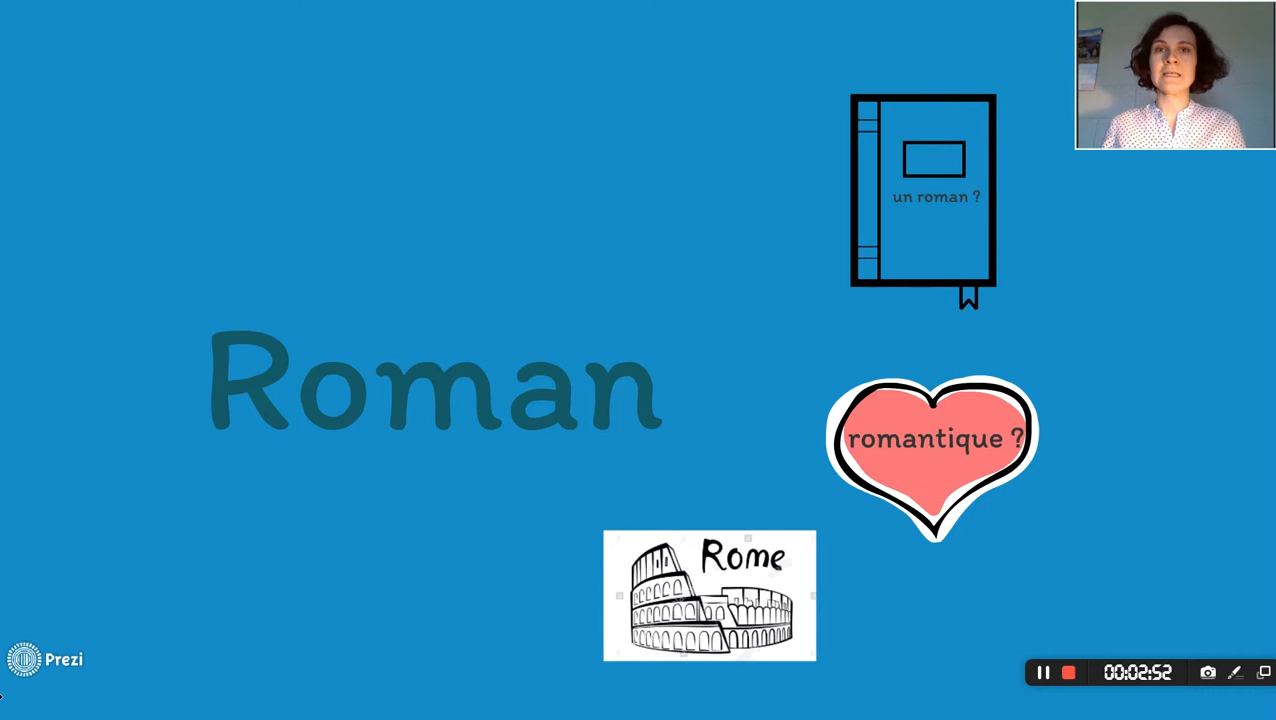 un roman ?
Roman
romantique ?
Rome
Prezi
00:02:52